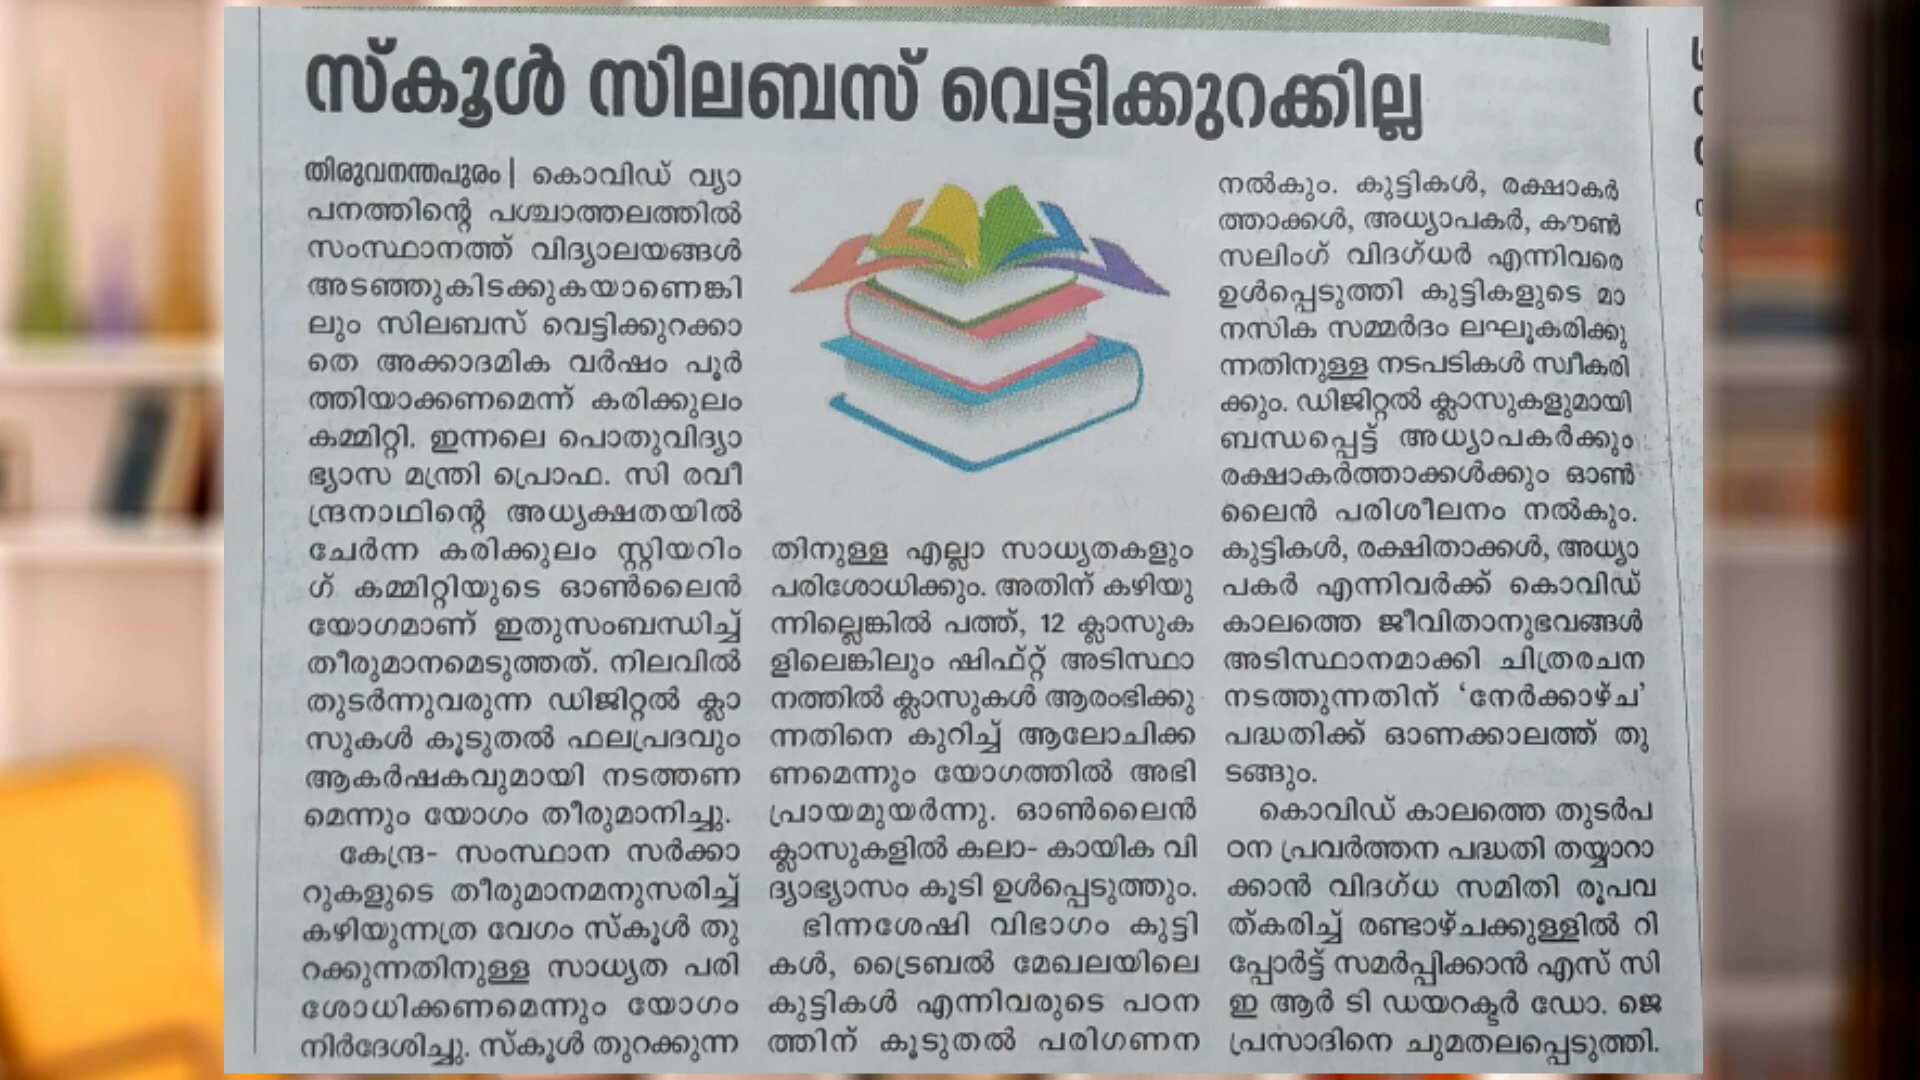 സ്കൂൾ സിലബസ് വെട്ടിക്കുറക്കില്ല
തിരുവനന്തപുരം| കൊവിഡ് വ്യാ
പനത്തിന്റെ പശ്ചാത്തലത്തിൽ
സംസ്ഥാനത്ത് വിദ്യാലയങ്ങൾ
അടഞ്ഞുകിടക്കുകയാണെങ്കി
ലും സിലബസ് വെട്ടിക്കുറക്കാ
തെ അക്കാദമിക വർഷം പൂർ
ത്തിയാക്കണമെന്ന് കരിക്കുലം
കമ്മിറ്റി. ഇന്നലെ പൊതുവിദ്യാ
ഭ്യാസ മന്ത്രി പ്രൊഫ. സി രവീ
ന്ദ്രനാഥിന്റെ അധ്യക്ഷതയിൽ
ചേർന്ന കരിക്കുലം സ്റ്റിയറിം
ഗ് കമ്മിറ്റിയുടെ ഓൺലൈൻ
യോഗമാണ് ഇതുസംബന്ധിച്ച്
തീരുമാനമെടുത്തത്. നിലവിൽ
തുടർന്നുവരുന്ന ഡിജിറ്റൽ ക്ലാ
സുകൾ കൂടുതൽ ഫലപ്രദവും
ആകർഷകവുമായി നടത്തണ
മെന്നും യോഗം തീരുമാനിച്ചു.
കേന്ദ്ര- സംസ്ഥാന സർക്കാ
റുകളുടെ തീരുമാനമനുസരിച്ച്
കഴിയുന്നത്ര വേഗം സ്കൂൾ തു
റക്കുന്നതിനുള്ള സാധ്യത പരി
ശോധിക്കണമെന്നും യോഗം
നിർദേശിച്ചു. സ്കൂൾ തുറക്കുന്ന
തിനുള്ള എല്ലാ സാധ്യതകളും
പരിശോധിക്കും. അതിന് കഴിയു
ന്നില്ലെങ്കിൽ പത്ത്, 12 ക്ലാസുക
ളിലെങ്കിലും ഷിഫ്റ്റ് അടിസ്ഥാ
നത്തിൽ ക്ലാസുകൾ ആരംഭിക്കു
ന്നതിനെ കുറിച്ച് ആലോചിക്ക
ണമെന്നും യോഗത്തിൽ അഭി
പ്രായമുയർന്നു. ഓൺലൈൻ
ക്ലാസുകളിൽ കലാ- കായിക വി
ദ്യാഭ്യാസം കൂടി ഉൾപ്പെടുത്തും.
ഭിന്നശേഷി വിഭാഗം കുട്ടി
കൾ, ട്രൈബൽ മേഖലയിലെ
കുട്ടികൾ എന്നിവരുടെ പഠന
ത്തിന് കൂടുതൽ പരിഗണന
നൽകും. കുട്ടികൾ, രക്ഷാകർ
ത്താക്കൾ, അധ്യാപകർ, കൗൺ
സലിംഗ് വിദഗ്ധർ എന്നിവരെ
ഉൾപ്പെടുത്തി കുട്ടികളുടെ മാ
നസിക സമ്മർദം ലഘൂകരിക്കു
ന്നതിനുള്ള നടപടികൾ സ്വീകരി
ക്കും. ഡിജിറ്റൽ ക്ലാസുകളുമായി
ബന്ധപ്പെട്ട് അധ്യാപകർക്കും
രക്ഷാകർത്താക്കൾക്കും ഓൺ
ലൈൻ പരിശീലനം നൽകും.
കുട്ടികൾ, രക്ഷിതാക്കൾ, അധ്യാ
പകർ എന്നിവർക്ക് കൊവിഡ്
കാലത്തെ ജീവിതാനുഭവങ്ങൾ
അടിസ്ഥാനമാക്കി ചിത്രരചന
നടത്തുന്നതിന് ‘നേർക്കാഴ്ച’
പദ്ധതിക്ക് ഓണക്കാലത്ത് തു
ടങ്ങും.
കൊവിഡ് കാലത്തെ തുടർപ
ഠന പ്രവർത്തന പദ്ധതി തയ്യാറാ
ക്കാൻ വിദഗ്ധ സമിതി രൂപവ
ത്കരിച്ച് രണ്ടാഴ്ചക്കുള്ളിൽ റി
പ്പോർട്ട് സമർപ്പിക്കാൻ എസ് സി
ഇ ആർ ടി ഡയറക്ടർ ഡോ. ജെ
പ്രസാദിനെ ചുമതലപ്പെടുത്തി.